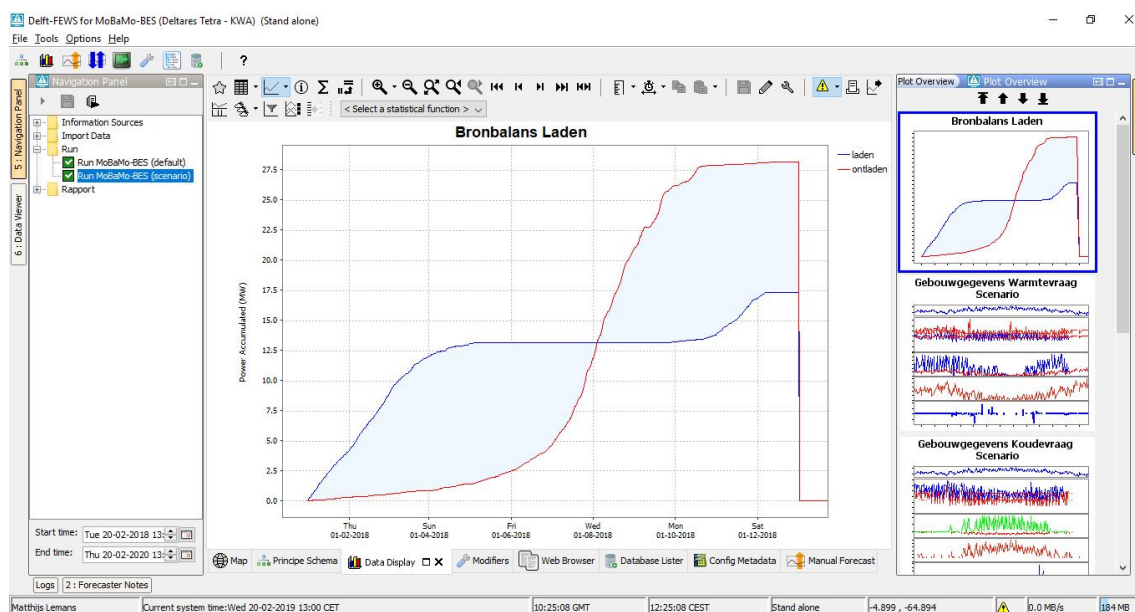 Delft-FEWS for MoBaMo-BES (Deltares Tetra - KWA) (Stand alone)
File Tools Options Help
?
5 : Navigation Panel
6 : Data Viewer
Navigation Panel
Information Sources
Import Data
Run
Run MoBaMo-BES (default)
Run MoBaMo-BES (scenario)
Rapport
Start time: Tue 20-02-2018 13:
End time: Thu 20-02-2020 13:
< Select a statistical function >
Bronbalans Laden
Power Accumulated (MW)
27.5
25.0
22.5
20.0
17.5
15.0
12.5
10.0
7.5
5.0
2.5
0.0
Thu Sun Fri Wed Mon Sat
01-02-2018 01-04-2018 01-06-2018 01-08-2018 01-10-2018 01-12-2018
laden
ontladen
Map Principe Schema Data Display Modifiers Web Browser Database Lister Config Metadata Manual Forecast
Plot Overview Plot Overview
Bronbalans Laden
Gebouwgegevens Warmtevraag
Scenario
Gebouwgegevens Koudevraag
Scenario
Logs 2 : Forecaster Notes
Matthijs Lemans Current system time:Wed 20-02-2019 13:00 CET 10:25:08 GMT 12:25:08 CEST Stand alone -4.899 , -64.894 0.0 MB/s 184 MB